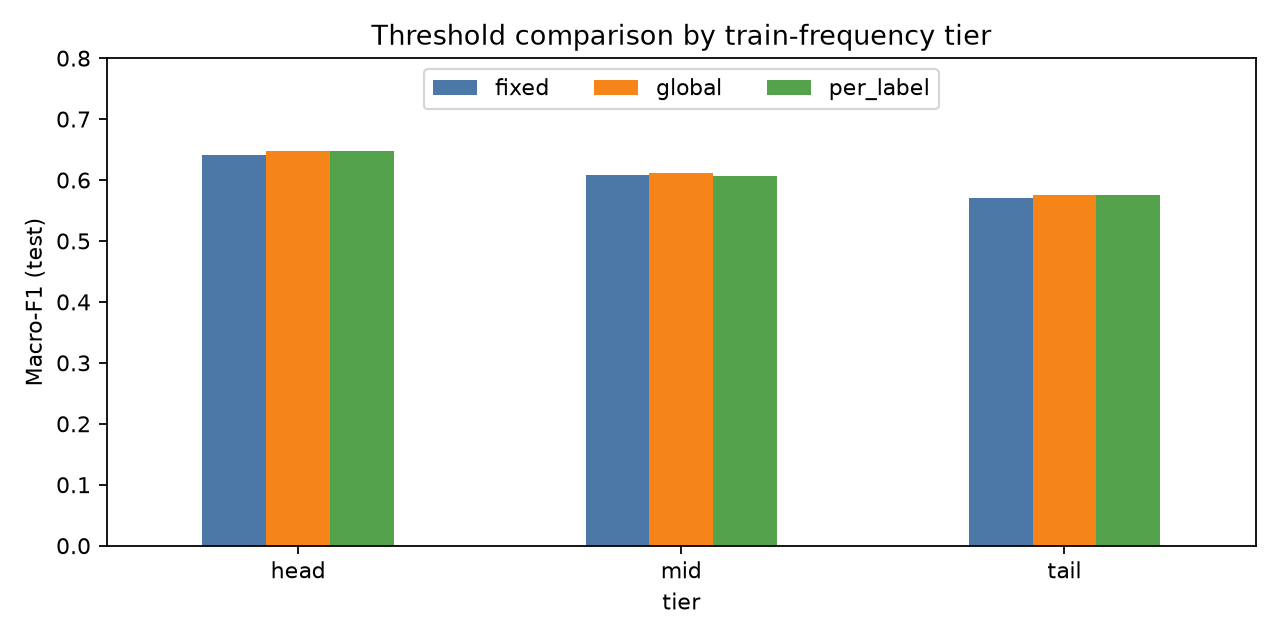 Threshold comparison by train-frequency tier
fixed global per_label
Macro-F1 (test)
0.8
0.7
0.6
0.5
0.4
0.3
0.2
0.1
0.0
head mid tail
tier